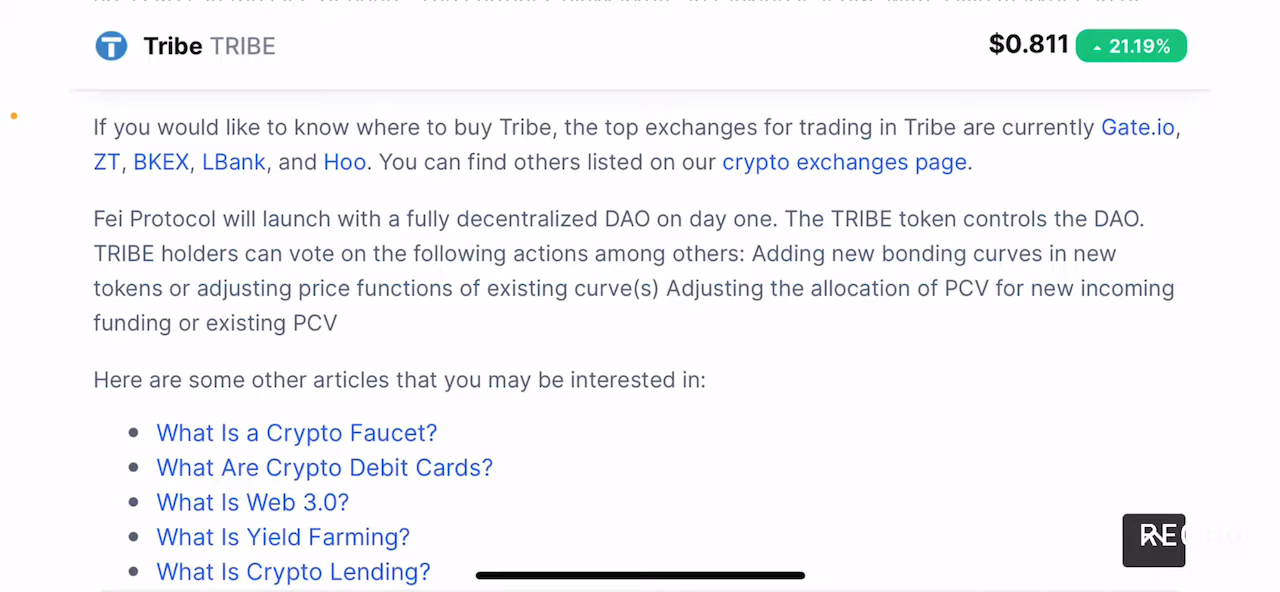 Tribe TRIBE $0.811 21.19%
If you would like to know where to buy Tribe, the top exchanges for trading in Tribe are currently Gate.io,
ZT, BKEX, LBank, and Hoo. You can find others listed on our crypto exchanges page.
Fei Protocol will launch with a fully decentralized DAO on day one. The TRIBE token controls the DAO.
TRIBE holders can vote on the following actions among others: Adding new bonding curves in new
tokens or adjusting price functions of existing curve(s) Adjusting the allocation of PCV for new incoming
funding or existing PCV
Here are some other articles that you may be interested in:
What Is a Crypto Faucet?
What Are Crypto Debit Cards?
What Is Web 3.0?
What Is Yield Farming?
What Is Crypto Lending?